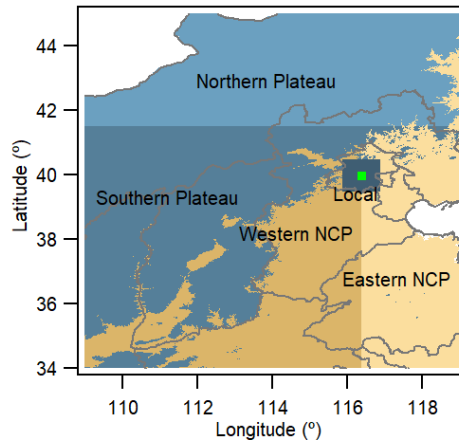 44
42
40
38
36
34
Latitude (º)
Northern Plateau
Southern Plateau
Local
Western NCP
Eastern NCP
110
112
114
116
118
Longitude (º)